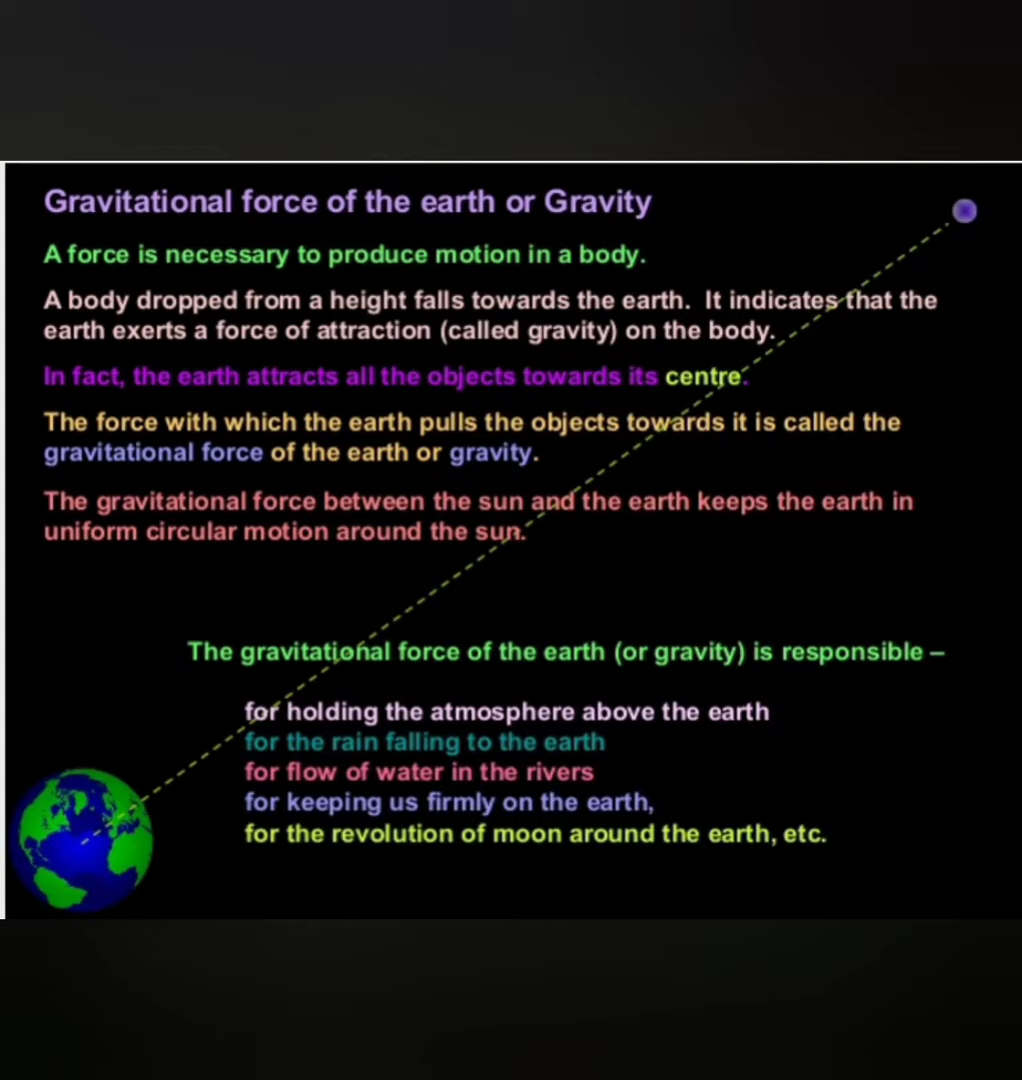 Gravitational force of the earth or Gravity
A force is necessary to produce motion in a body.
A body dropped from a height falls towards the earth. It indicates that the
earth exerts a force of attraction (called gravity) on the body.
In fact, the earth attracts all the objects towards its centre.
The force with which the earth pulls the objects towards it is called the
gravitational force of the earth or gravity.
The gravitational force between the sun and the earth keeps the earth in
uniform circular motion around the sun.
The gravitational force of the earth (or gravity) is responsible –
for holding the atmosphere above the earth
for the rain falling to the earth
for flow of water in the rivers
for keeping us firmly on the earth,
for the revolution of moon around the earth, etc.